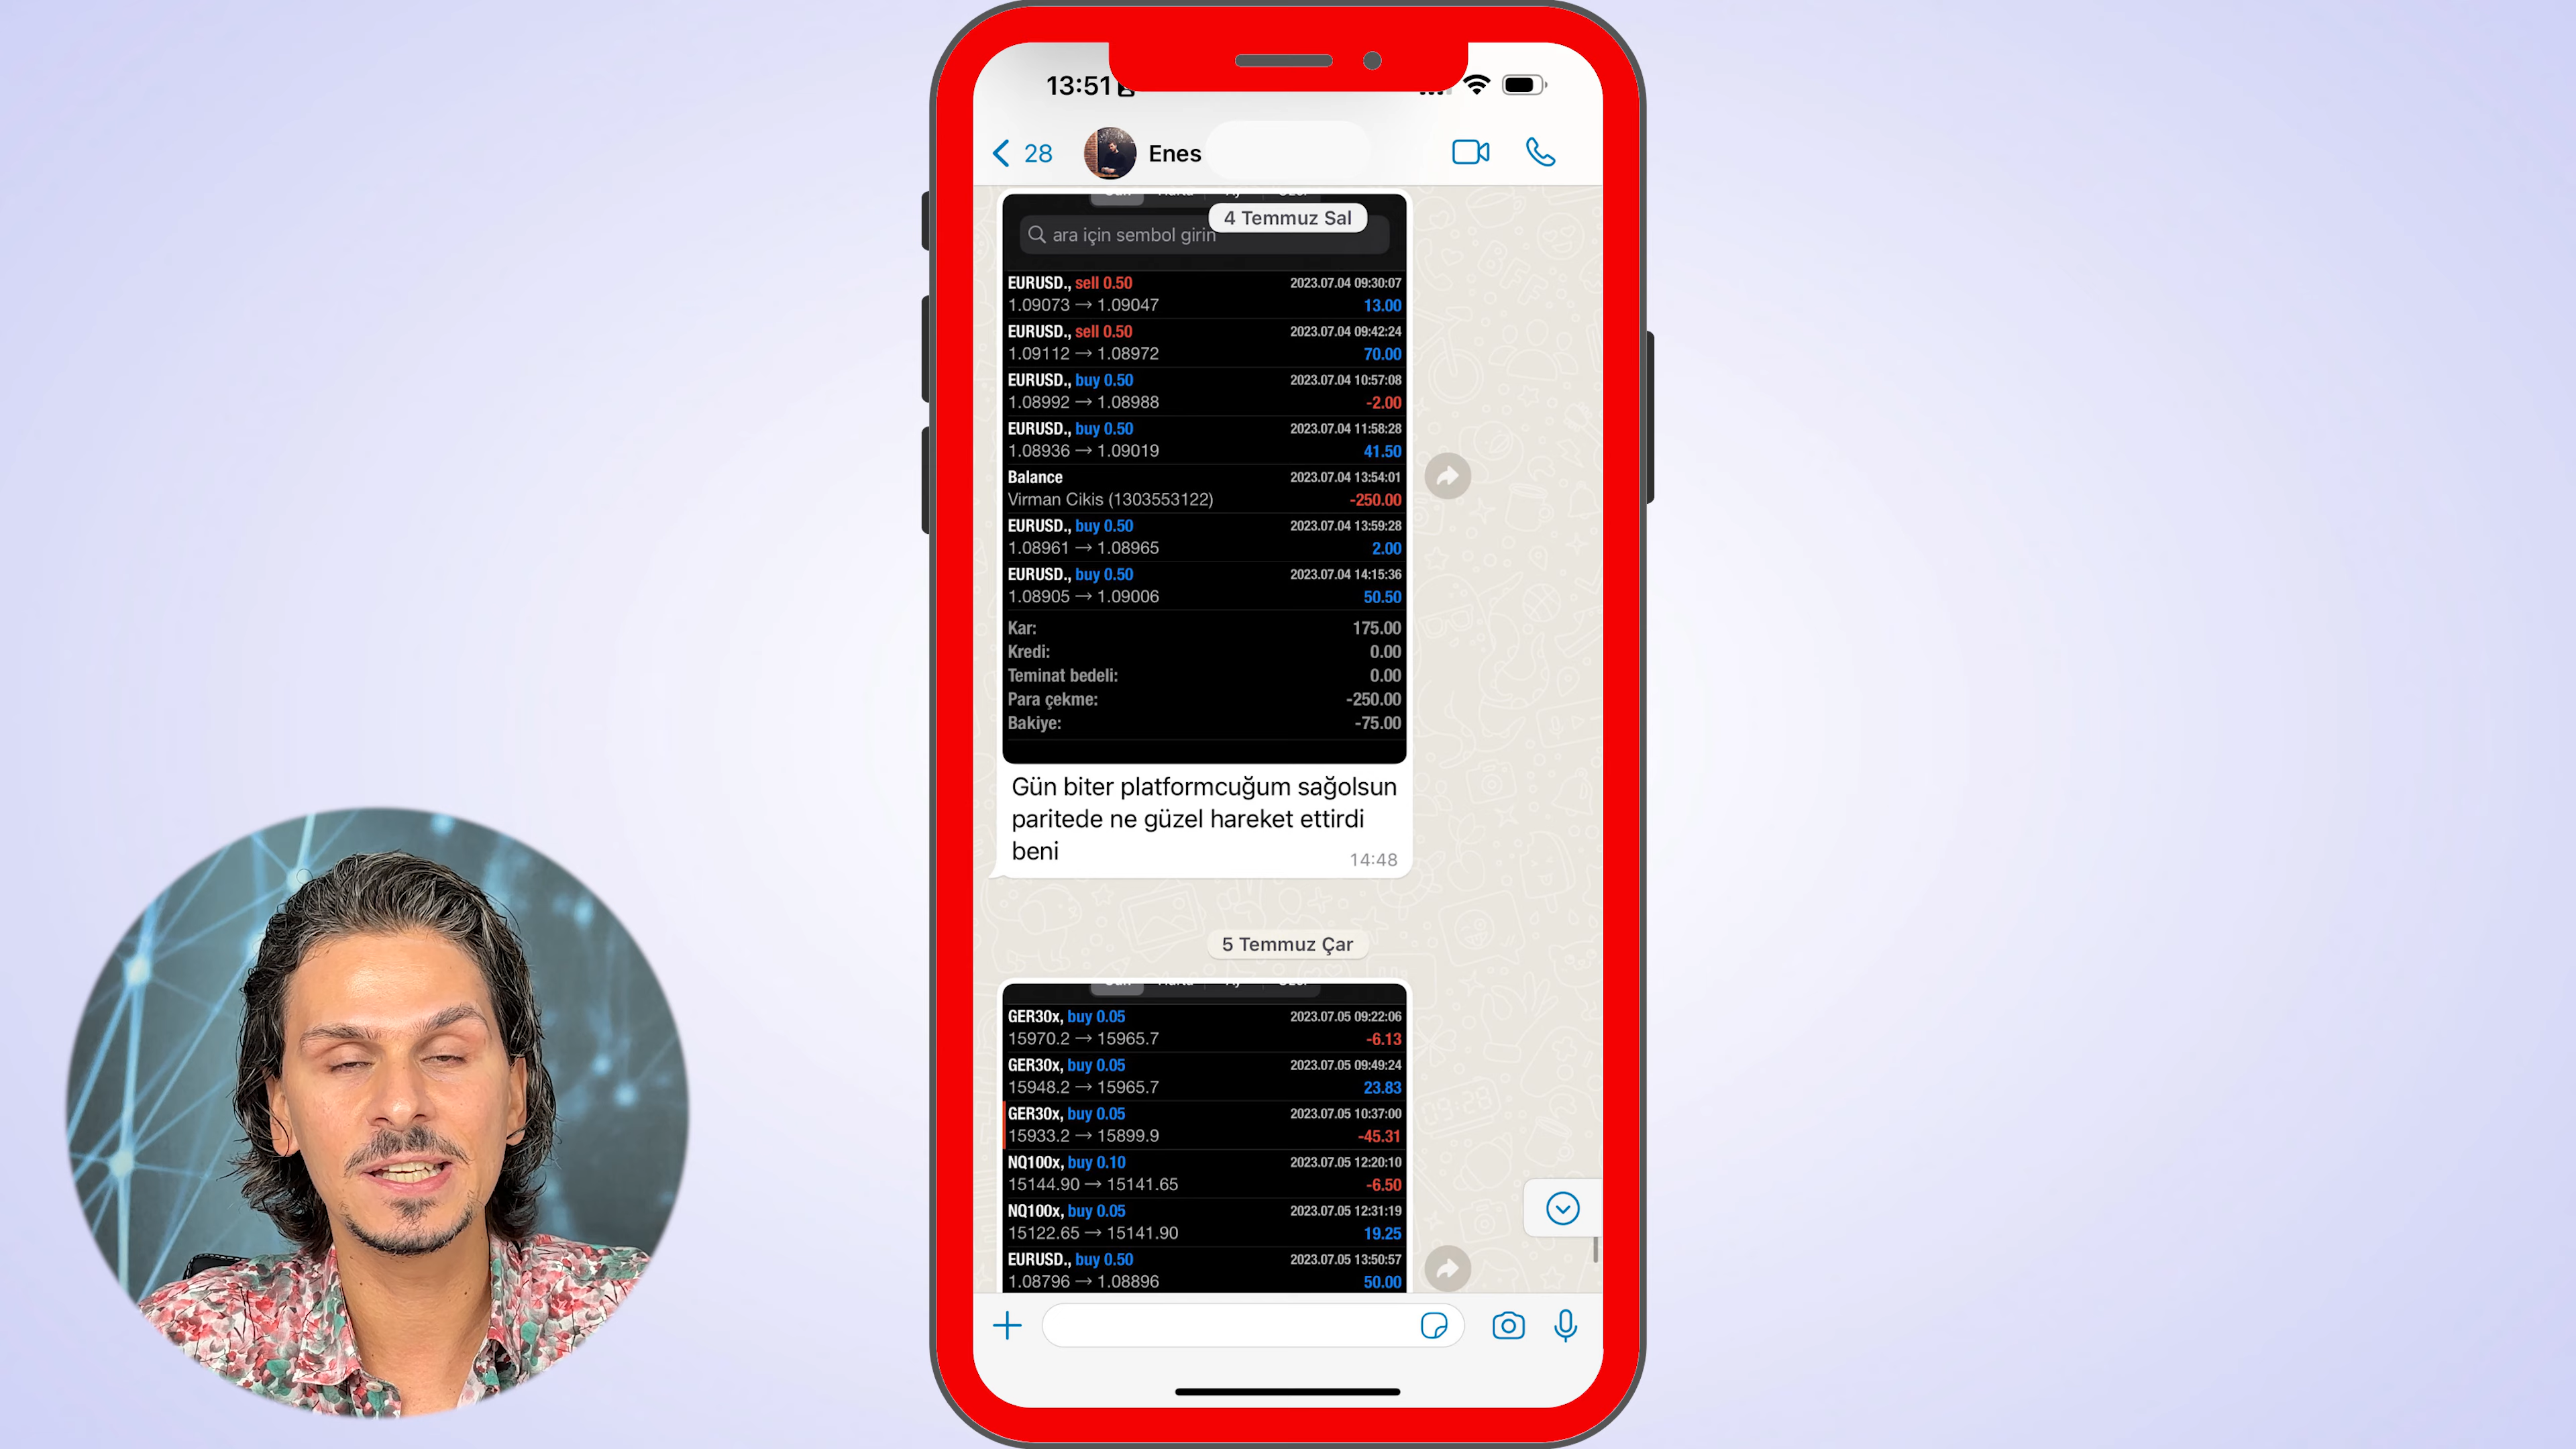 13:51
28
Enes
4 Temmuz Sal
ara için sembol girin
EURUSD., sell 0.50 2023.07.04 09:30:07
1.09073 → 1.09047 13.00
EURUSD., sell 0.50 2023.07.04 09:42:24
1.09112 → 1.08972 70.00
EURUSD., buy 0.50 2023.07.04 10:57:08
1.08992 → 1.08988 -2.00
EURUSD., buy 0.50 2023.07.04 11:58:28
1.08936 → 1.09019 41.50
Balance 2023.07.04 13:54:01
Virman Cikis (1303553122) -250.00
EURUSD., buy 0.50 2023.07.04 13:59:28
1.08961 → 1.08965 2.00
EURUSD., buy 0.50 2023.07.04 14:15:36
1.08905 → 1.09006 50.50
Kar: 175.00
Kredi: 0.00
Teminat bedeli: 0.00
Para çekme: -250.00
Bakiye: -75.00
Gün biter platformcuğum sağolsun
paritede ne güzel hareket ettirdi
beni
14:48
5 Temmuz Çar
GER30x, buy 0.05 2023.07.05 09:22:06
15970.2 → 15965.7 -6.13
GER30x, buy 0.05 2023.07.05 09:49:24
15948.2 → 15965.7 23.83
GER30x, buy 0.05 2023.07.05 10:37:00
15933.2 → 15899.9 -45.31
NQ100x, buy 0.10 2023.07.05 12:20:10
15144.90 → 15141.65 -6.50
NQ100x, buy 0.05 2023.07.05 12:31:19
15122.65 → 15141.90 19.25
EURUSD., buy 0.50 2023.07.05 13:50:57
1.08796 → 1.08896 50.00